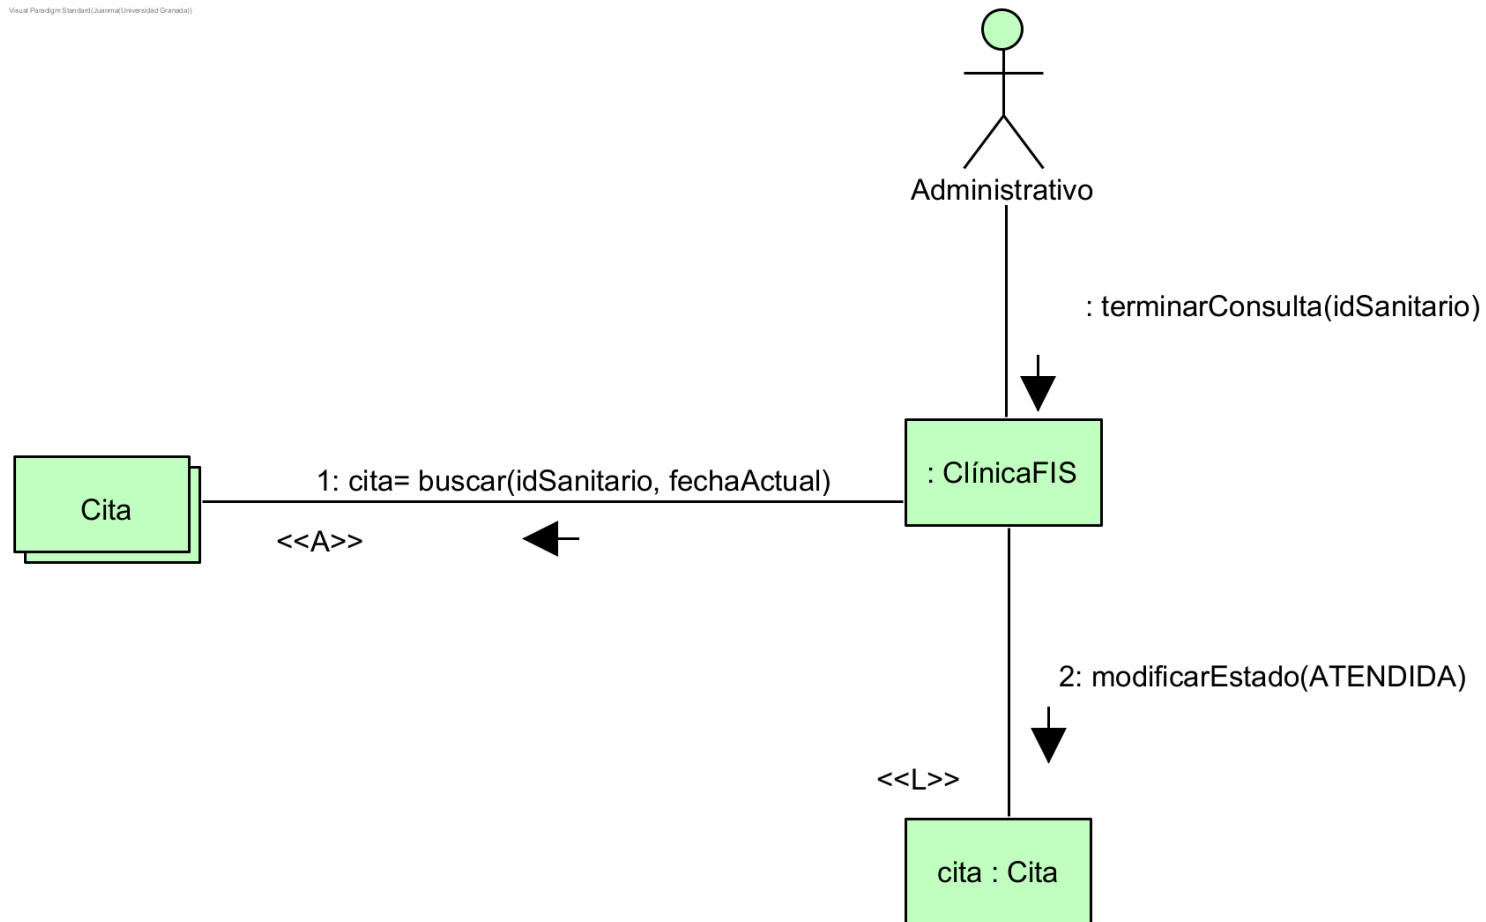 Visual Paradigm Standard(Juanma(Universidad Granada))
Administrativo
: terminarConsulta(idSanitario)
1: cita= buscar(idSanitario, fechaActual)
: ClínicaFIS
Cita
<<A>>
2: modificarEstado(ATENDIDA)
<<L>>
cita : Cita